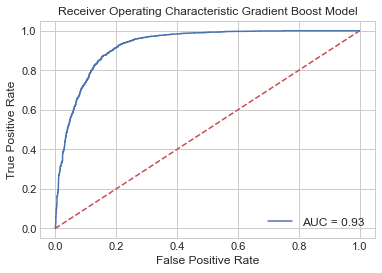 Receiver Operating Characteristic Gradient Boost Model
1.0
0.8
0.6
0.4
0.2
0.0
True Positive Rate
AUC = 0.93
0.0 0.2 0.4 0.6 0.8 1.0
False Positive Rate